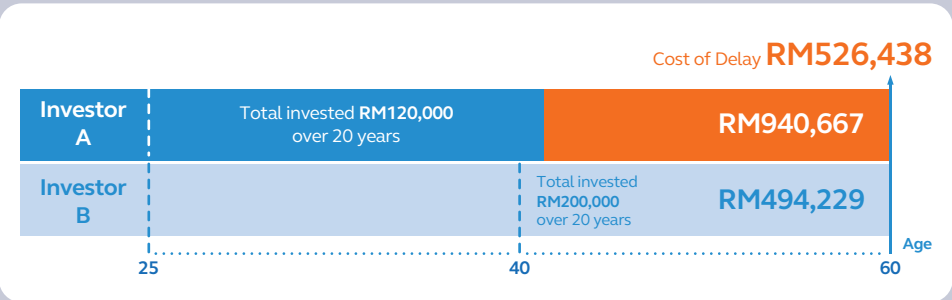 Cost of Delay RM526,438
Investor
A
Total invested RM120,000
over 20 years
RM940,667
Investor
B
Total invested
RM200,000
over 20 years
RM494,229
Age
25
40
60